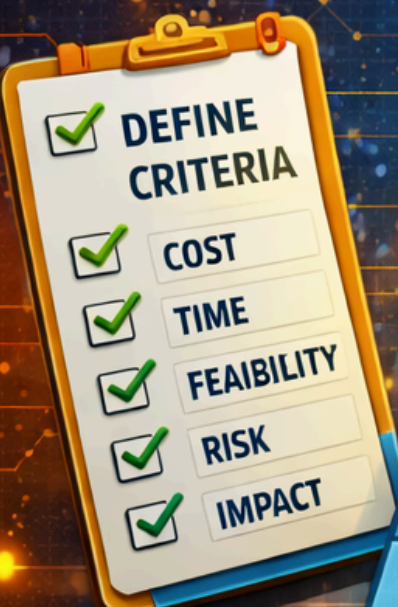 DEFINE
CRITERIA
COST
TIME
FEAIBILITY
RISK
IMPACT